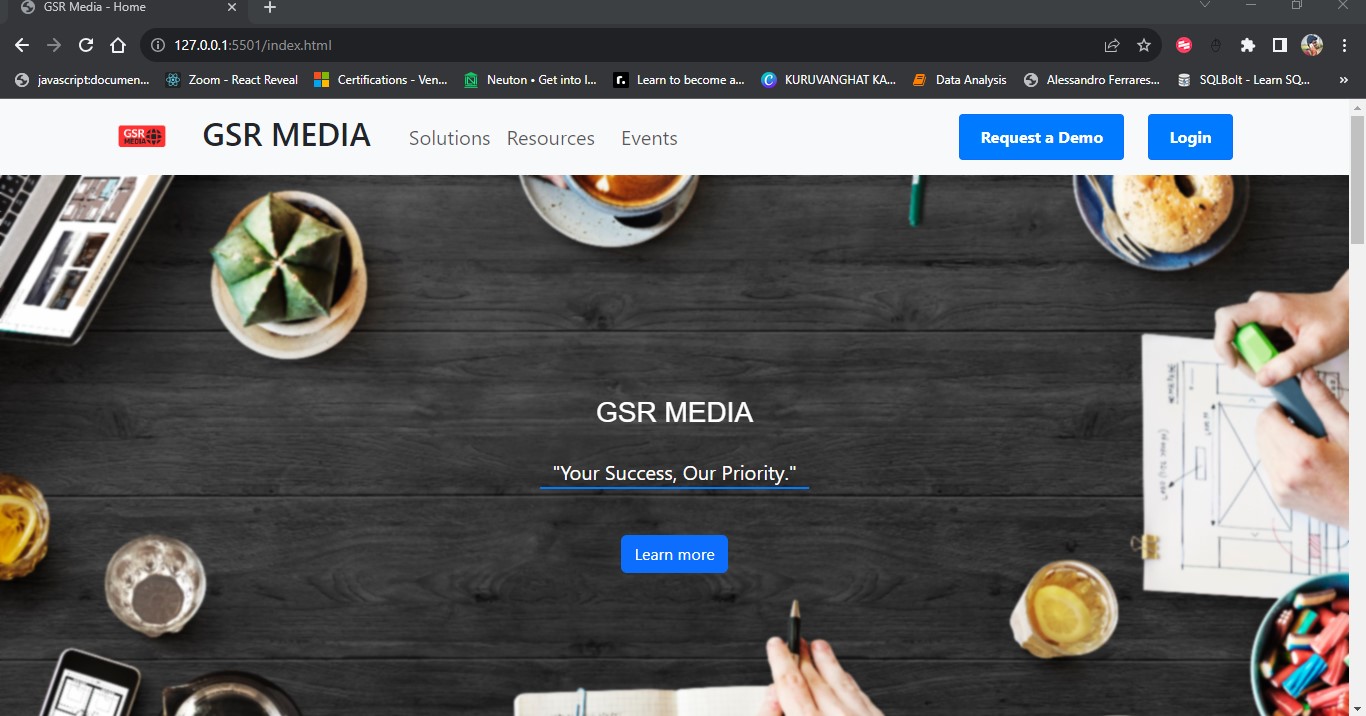 GSR Media - Home
127.0.0.1:5501/index.html
javascript:documen... Zoom - React Reveal Certifications - Ven... Neuton • Get into I... Learn to become a... KURUVANGHAT KA... Data Analysis Alessandro Ferrares... SQLBolt - Learn SQ... »
GSR MEDIA GSR MEDIA Solutions Resources Events Request a Demo Login
GSR MEDIA
"Your Success, Our Priority."
Learn more